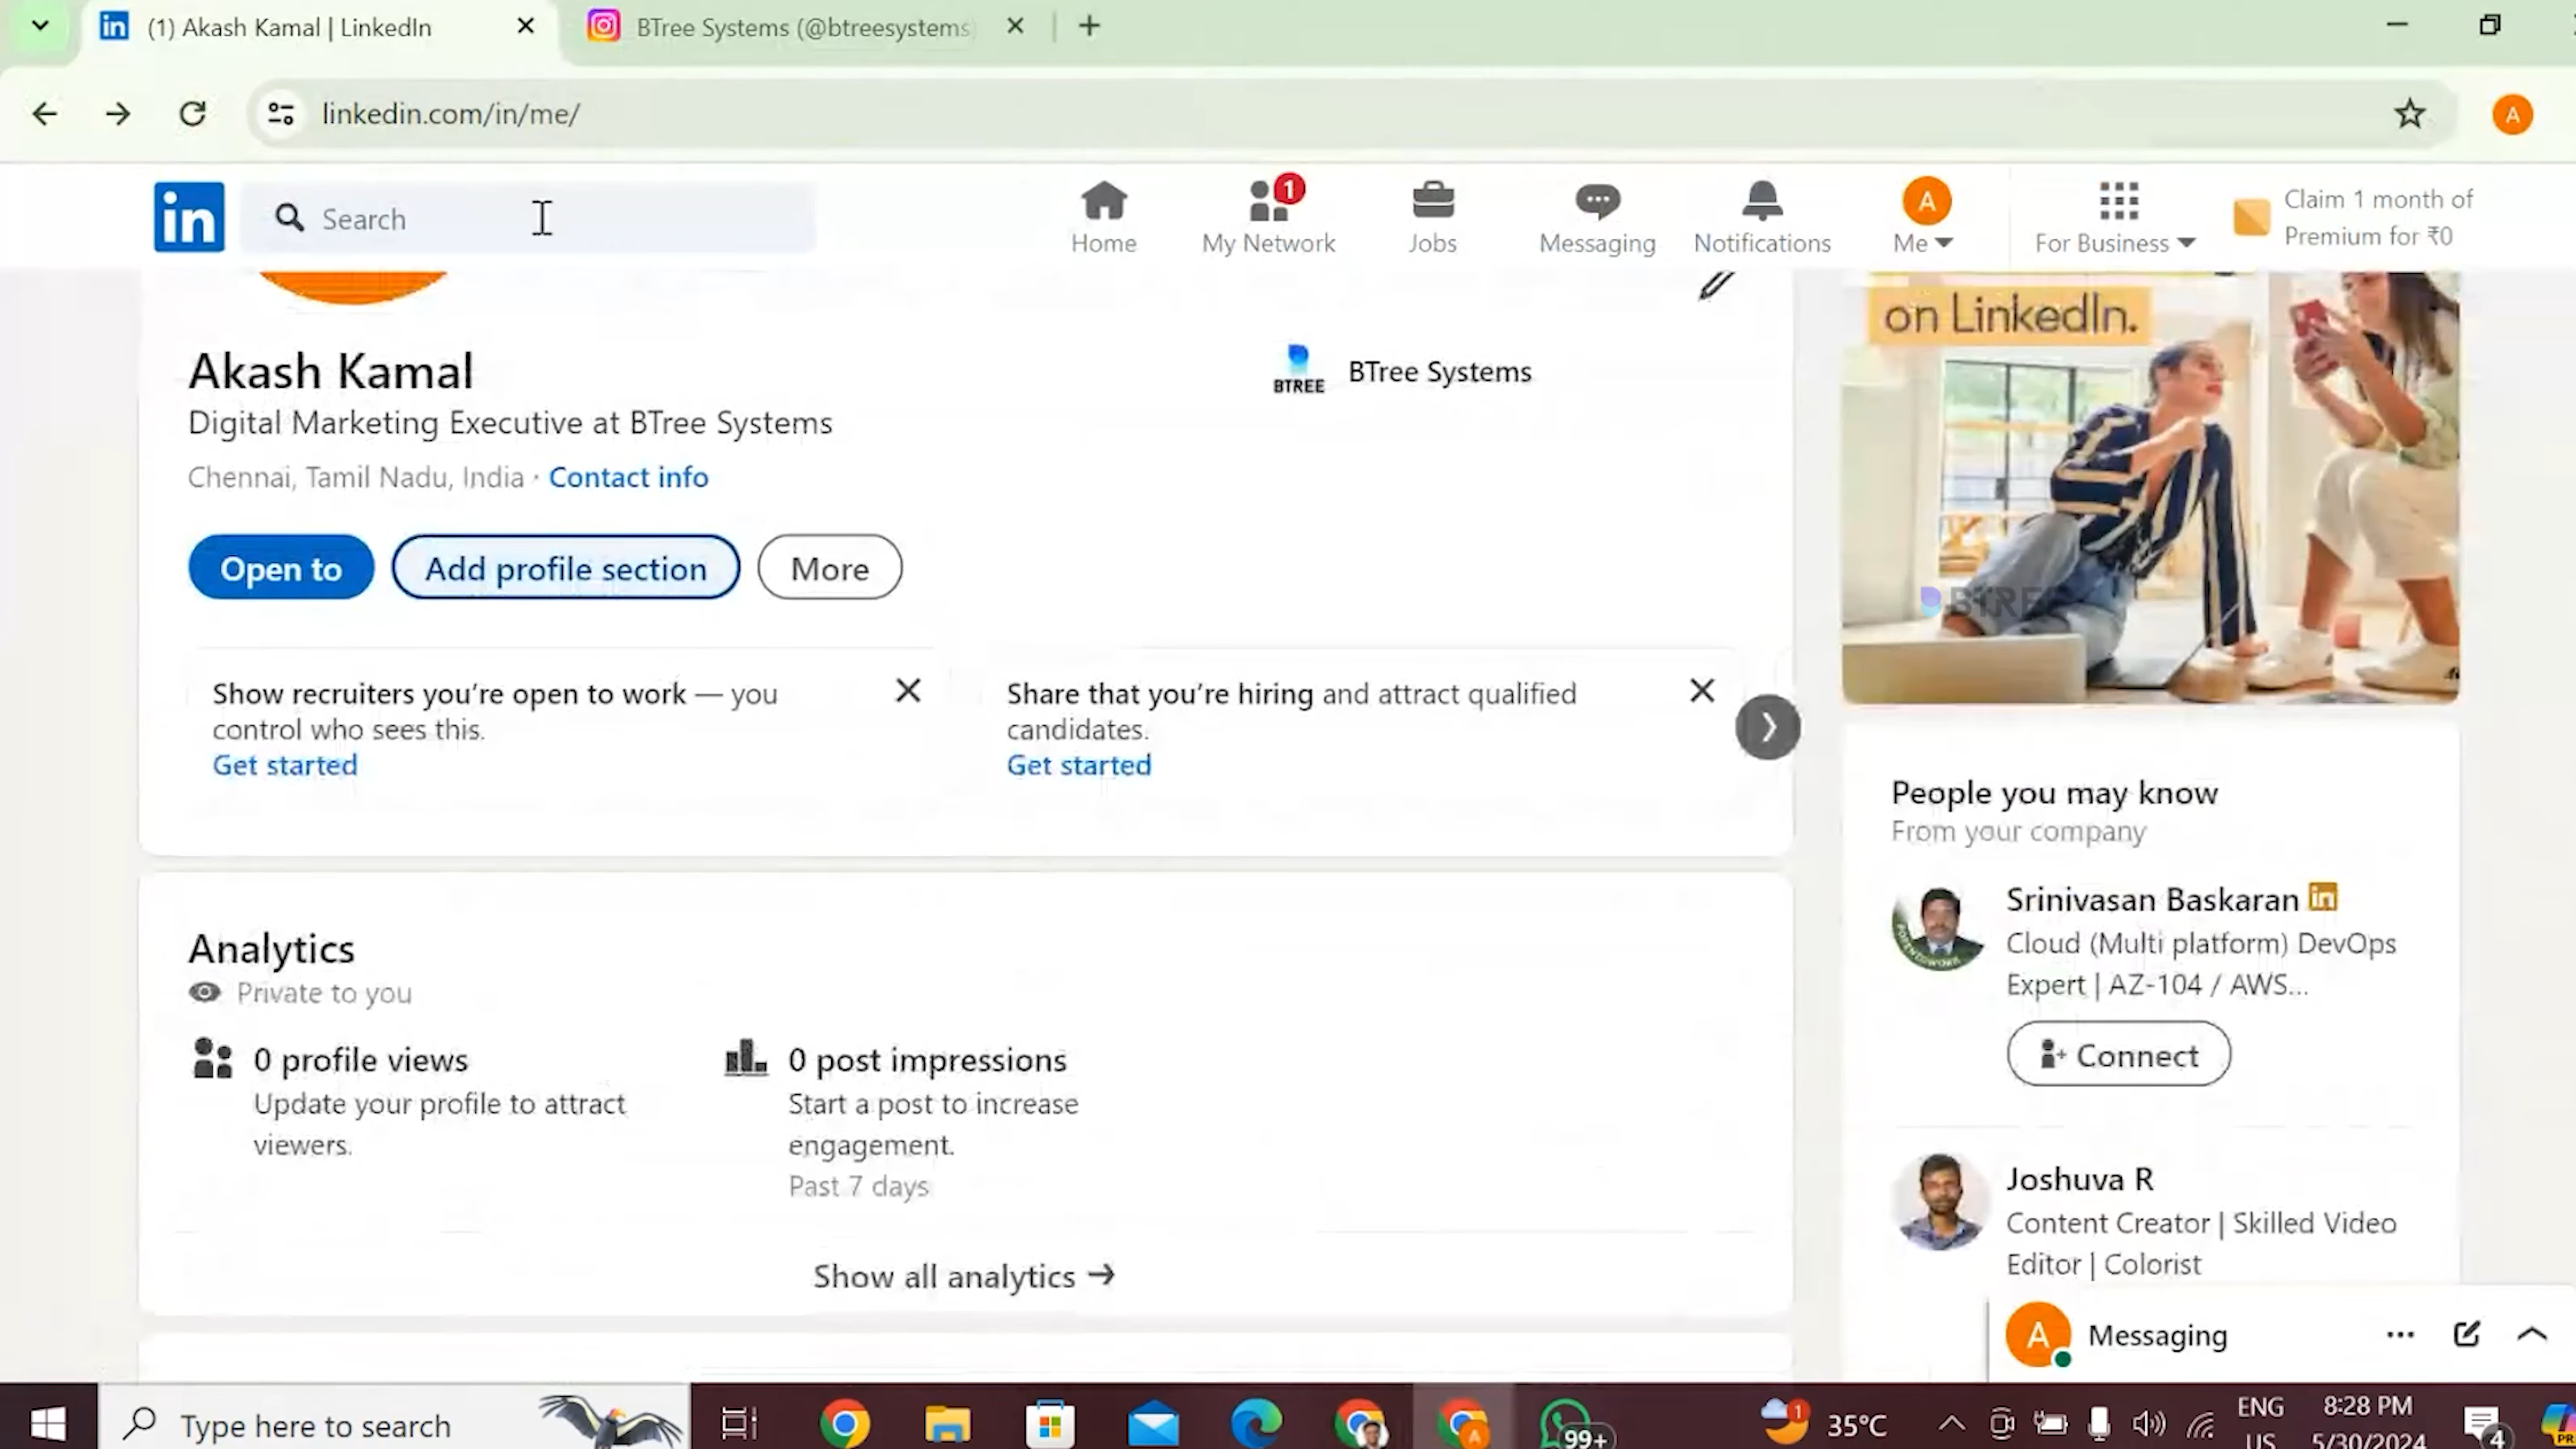 (1) Akash Kamal | LinkedIn
BTree Systems (@btreesystems
linkedin.com/in/me/
A
in
Search
Home
1
My Network
Jobs
Messaging
Notifications
A
Me
For Business
Claim 1 month of
Premium for ₹0
on LinkedIn.
Akash Kamal
BTREE
BTree Systems
Digital Marketing Executive at BTree Systems
Chennai, Tamil Nadu, India · Contact info
Open to
Add profile section
More
BTREE
Show recruiters you're open to work — you
control who sees this.
Get started
Share that you're hiring and attract qualified
candidates.
Get started
People you may know
From your company
Srinivasan Baskaran in
Cloud (Multi platform) DevOps
Expert | AZ-104 / AWS...
Connect
Analytics
Private to you
0 profile views
Update your profile to attract
viewers.
0 post impressions
Start a post to increase
engagement.
Past 7 days
Show all analytics →
Joshuva R
Content Creator | Skilled Video
Editor | Colorist
A
Messaging
Type here to search
A
99+
1
35°C
ENG
US
8:28 PM
5/30/2024
4